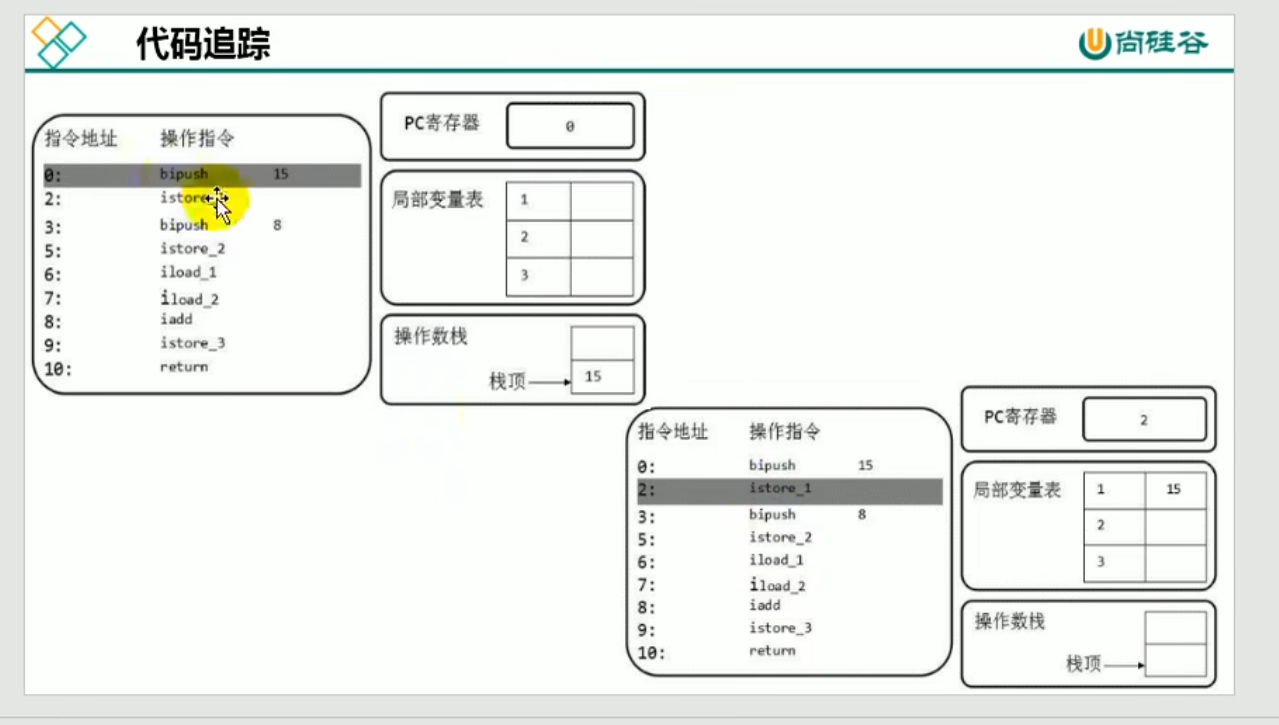 代码追踪
尚硅谷
指令地址 操作指令
0: bipush 15
2: istore
3: bipush 8
5: istore_2
6: iload_1
7: iload_2
8: iadd
9: istore_3
10: return
PC寄存器 0
局部变量表
1
2
3
操作数栈
栈顶 15
指令地址 操作指令
0: bipush 15
2: istore_1
3: bipush 8
5: istore_2
6: iload_1
7: iload_2
8: iadd
9: istore_3
10: return
PC寄存器 2
局部变量表
1 15
2
3
操作数栈
栈顶